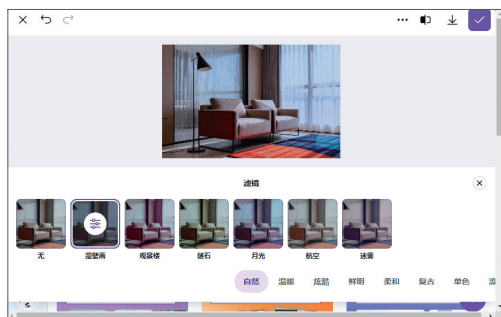 滤镜
无 湿壁画 观景楼 燧石 月光 航空 迷雾
自然 温暖 炫酷 鲜明 柔和 复古 单色